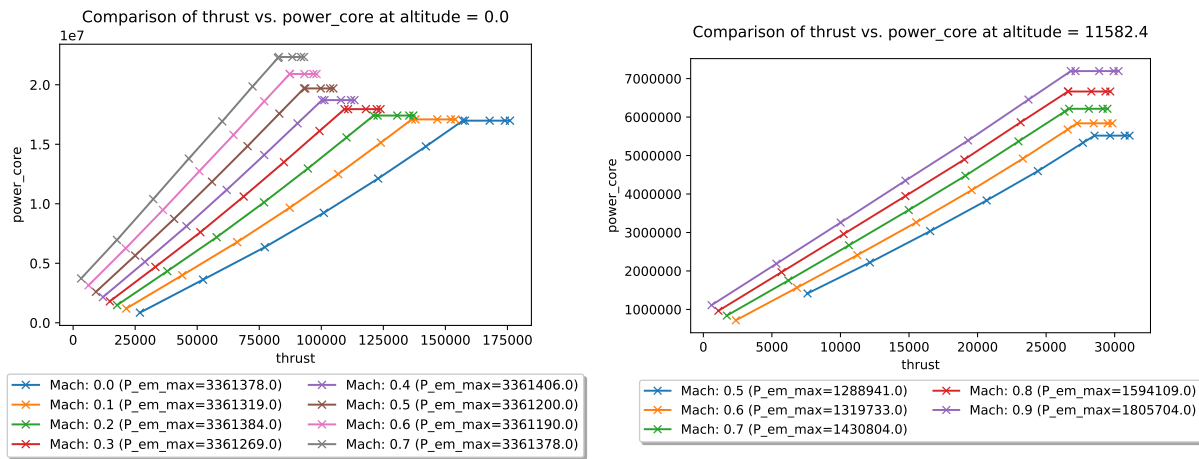 Comparison of thrust vs. power_core at altitude = 0.0
1e7
power_core
2.0
1.5
1.0
0.5
0.0
0 25000 50000 75000 100000 125000 150000 175000
thrust
Mach: 0.0 (P_em_max=3361378.0)
Mach: 0.1 (P_em_max=3361319.0)
Mach: 0.2 (P_em_max=3361384.0)
Mach: 0.3 (P_em_max=3361269.0)
Mach: 0.4 (P_em_max=3361406.0)
Mach: 0.5 (P_em_max=3361200.0)
Mach: 0.6 (P_em_max=3361190.0)
Mach: 0.7 (P_em_max=3361378.0)
Comparison of thrust vs. power_core at altitude = 11582.4
power_core
7000000
6000000
5000000
4000000
3000000
2000000
1000000
0 5000 10000 15000 20000 25000 30000
thrust
Mach: 0.5 (P_em_max=1288941.0)
Mach: 0.6 (P_em_max=1319733.0)
Mach: 0.7 (P_em_max=1430804.0)
Mach: 0.8 (P_em_max=1594109.0)
Mach: 0.9 (P_em_max=1805704.0)